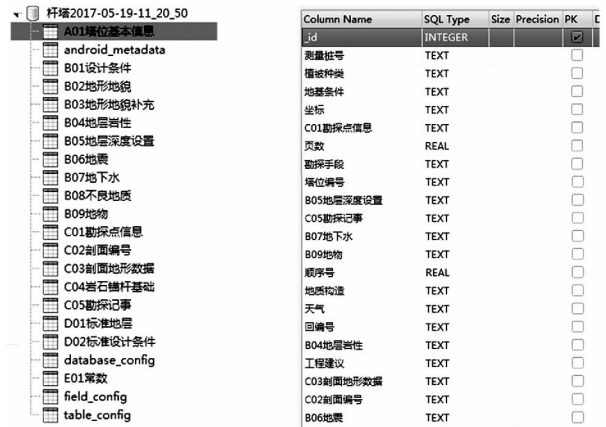 杆塔2017-05-19-11_20_50
A01塔位基本信息
android_metadata
B01设计条件
B02地形地貌
B03地形地貌补充
B04地层岩性
B05地层深度设置
B06地震
B07地下水
B08不良地质
B09地物
C01勘探点信息
C02剖面编号
C03剖面地形数据
C04岩石锚杆基础
C05勘探记事
D01标准地层
D02标准设计条件
database_config
E01常数
field_config
table_config
Column Name SQL Type Size Precision PK D
_id INTEGER
测量桩号 TEXT
植被种类 TEXT
地基条件 TEXT
坐标 TEXT
C01勘探点信息 TEXT
页数 REAL
勘探手段 TEXT
塔位编号 TEXT
B05地层深度设置 TEXT
C05勘探记事 TEXT
B07地下水 TEXT
B09地物 TEXT
顺序号 REAL
地质构造 TEXT
天气 TEXT
回编号 TEXT
B04地层岩性 TEXT
工程建议 TEXT
C03剖面地形数据 TEXT
C02剖面编号 TEXT
B06地震 TEXT